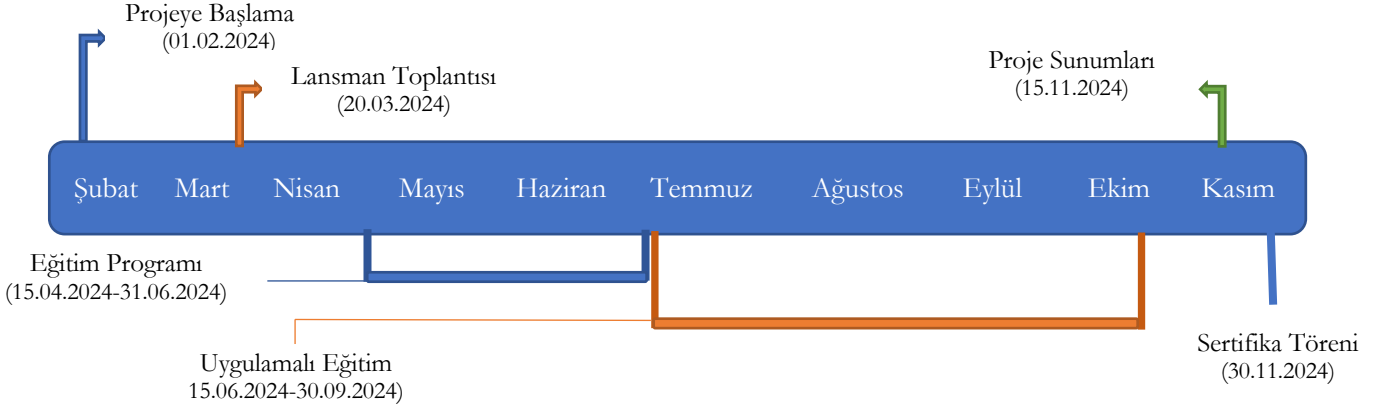 Projeye Başlama
(01.02.2024)
Lansman Toplantısı
(20.03.2024)
Proje Sunumları
(15.11.2024)
Şubat Mart Nisan Mayıs Haziran Temmuz Ağustos Eylül Ekim Kasım
Eğitim Programı
(15.04.2024-31.06.2024)
Uygulamalı Eğitim
15.06.2024-30.09.2024)
Sertifika Töreni
(30.11.2024)